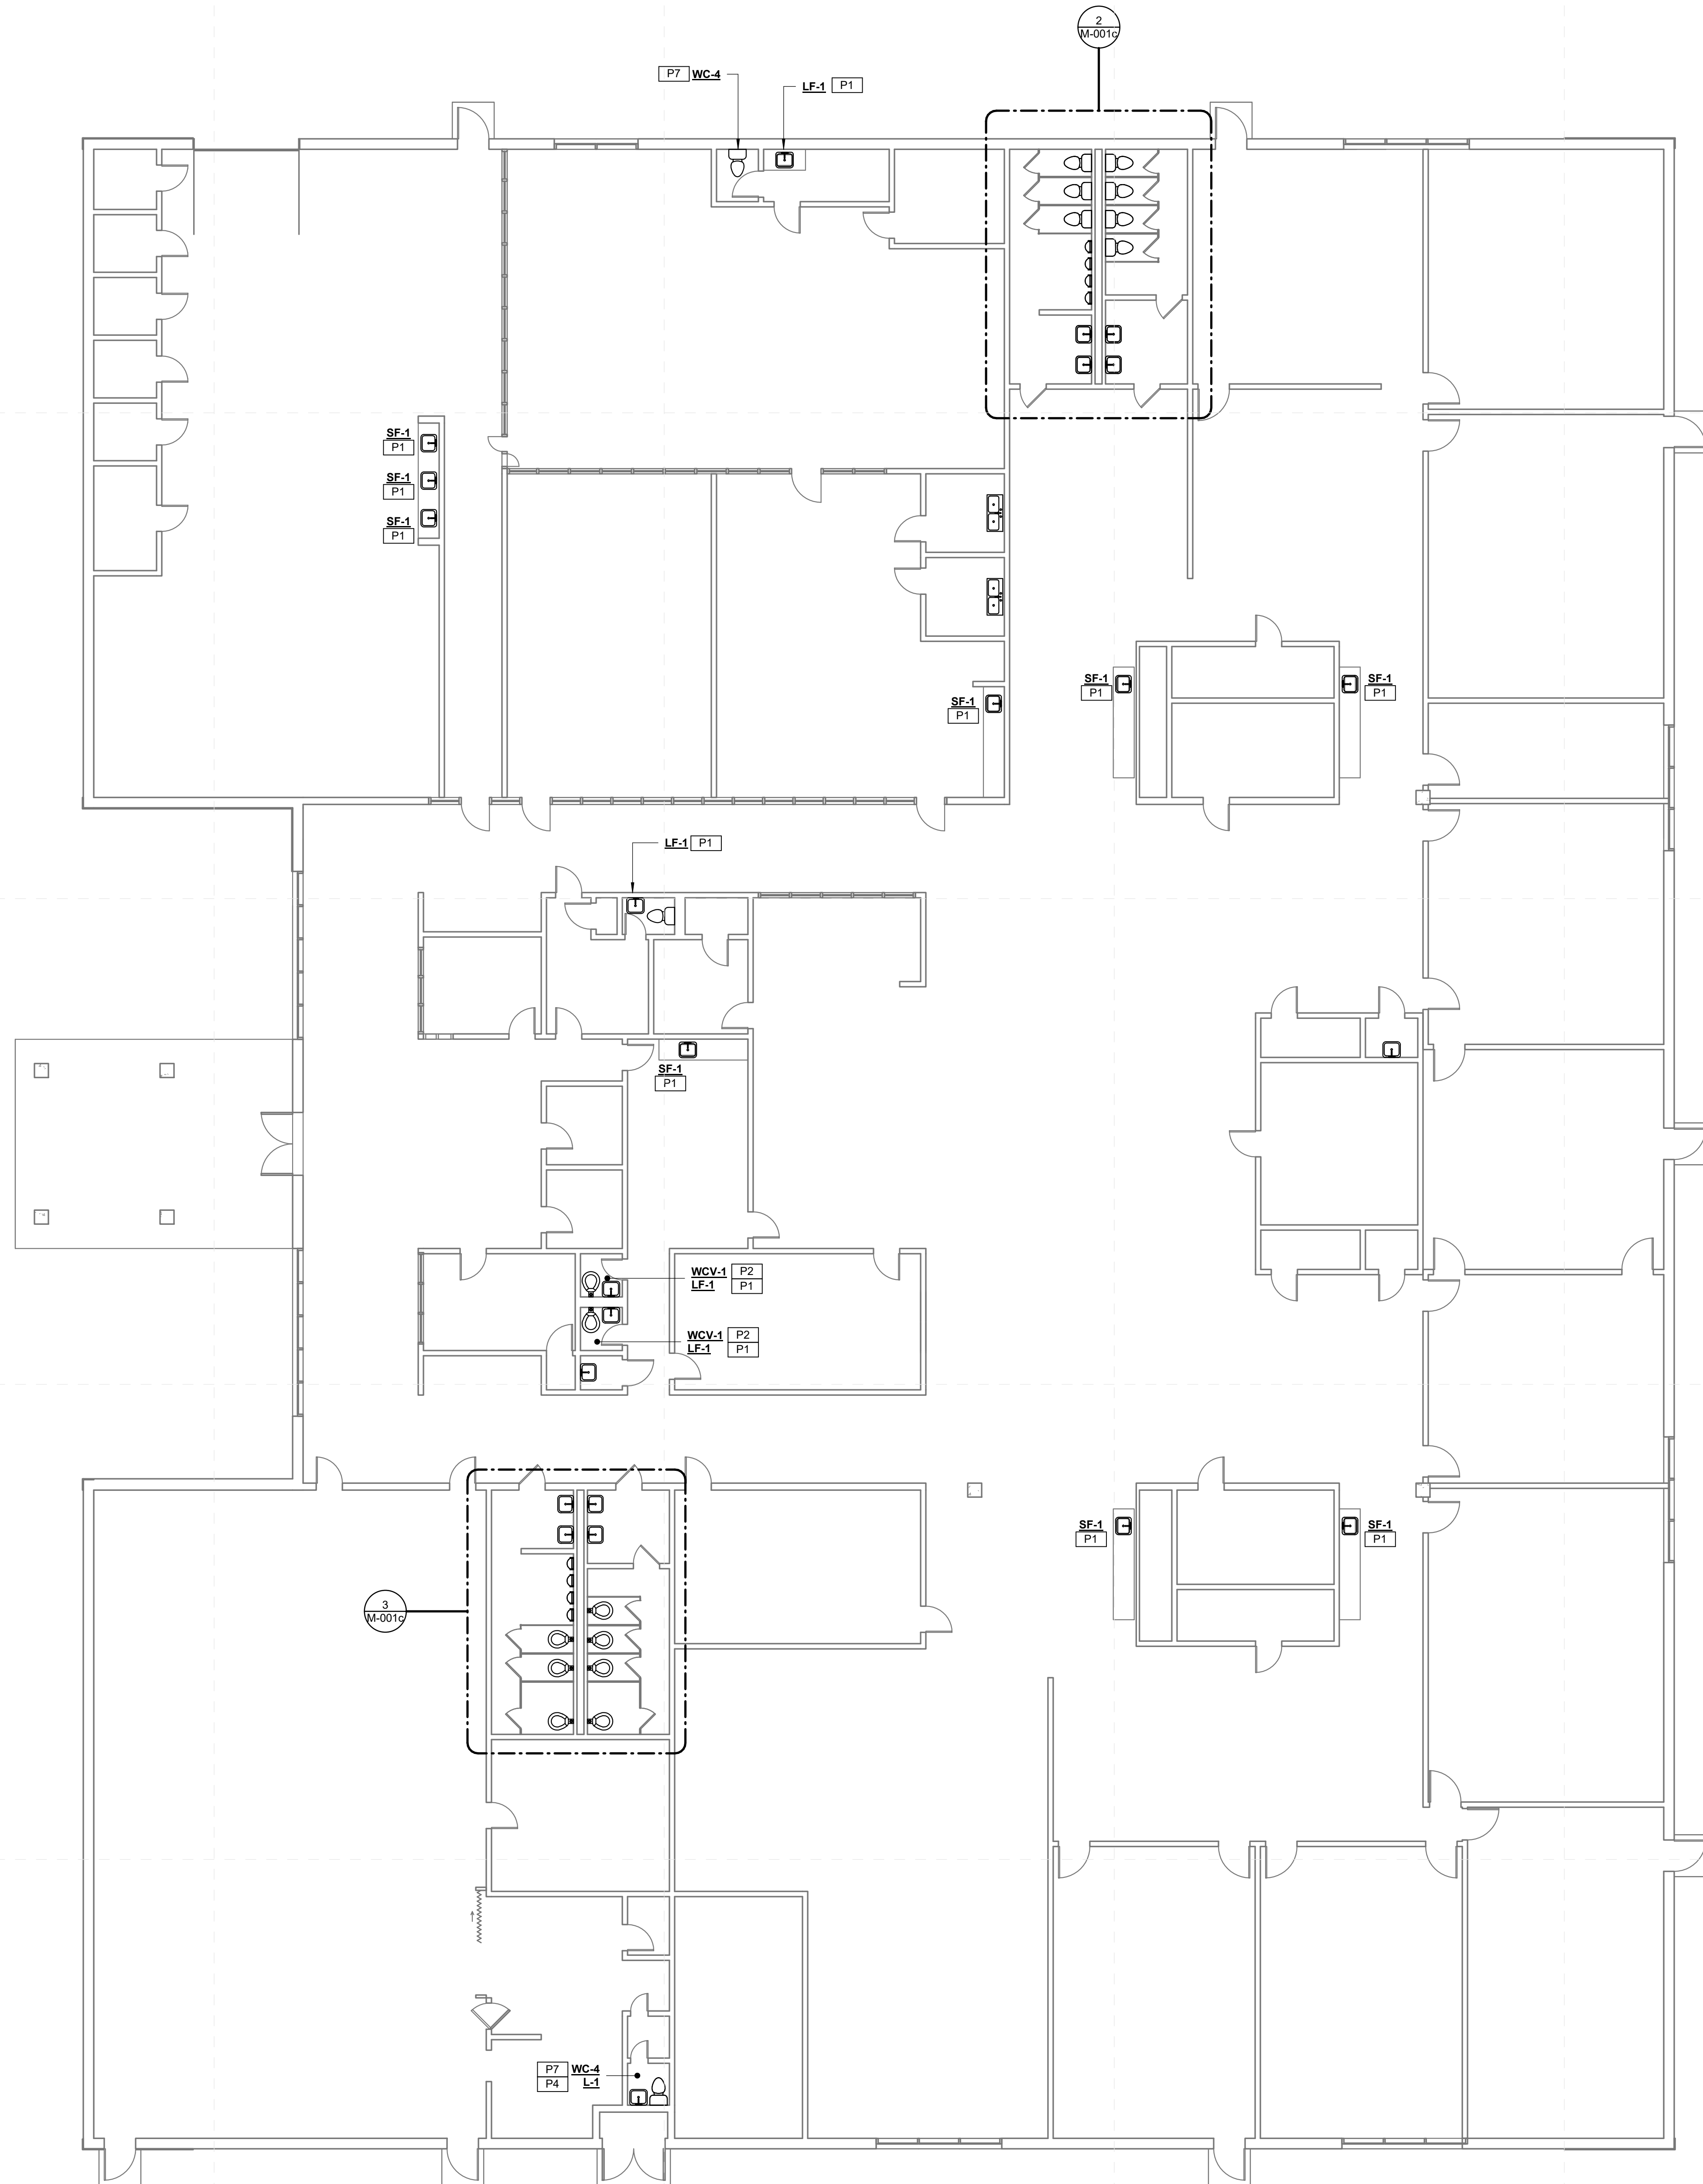 2
M-001c
P7 WC-4
LF-1 P1
SF-1
P1
SF-1
P1
SF-1
P1
SF-1
P1
SF-1
P1
SF-1
P1
LF-1 P1
SF-1
P1
WCV-1 P2
LF-1 P1
WCV-1 P2
LF-1 P1
SF-1
P1
SF-1
P1
3
M-001c
P7 WC-4
P4 L-1